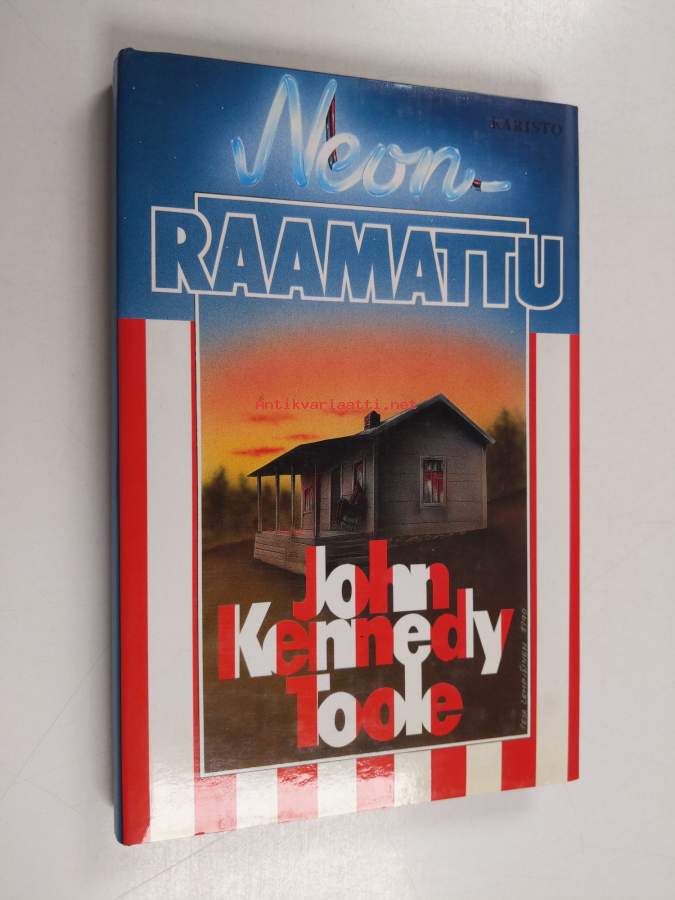 KARISTO
Neon-
RAAMATTU
Antikvariaatti.net
John
Kennedy
Toole